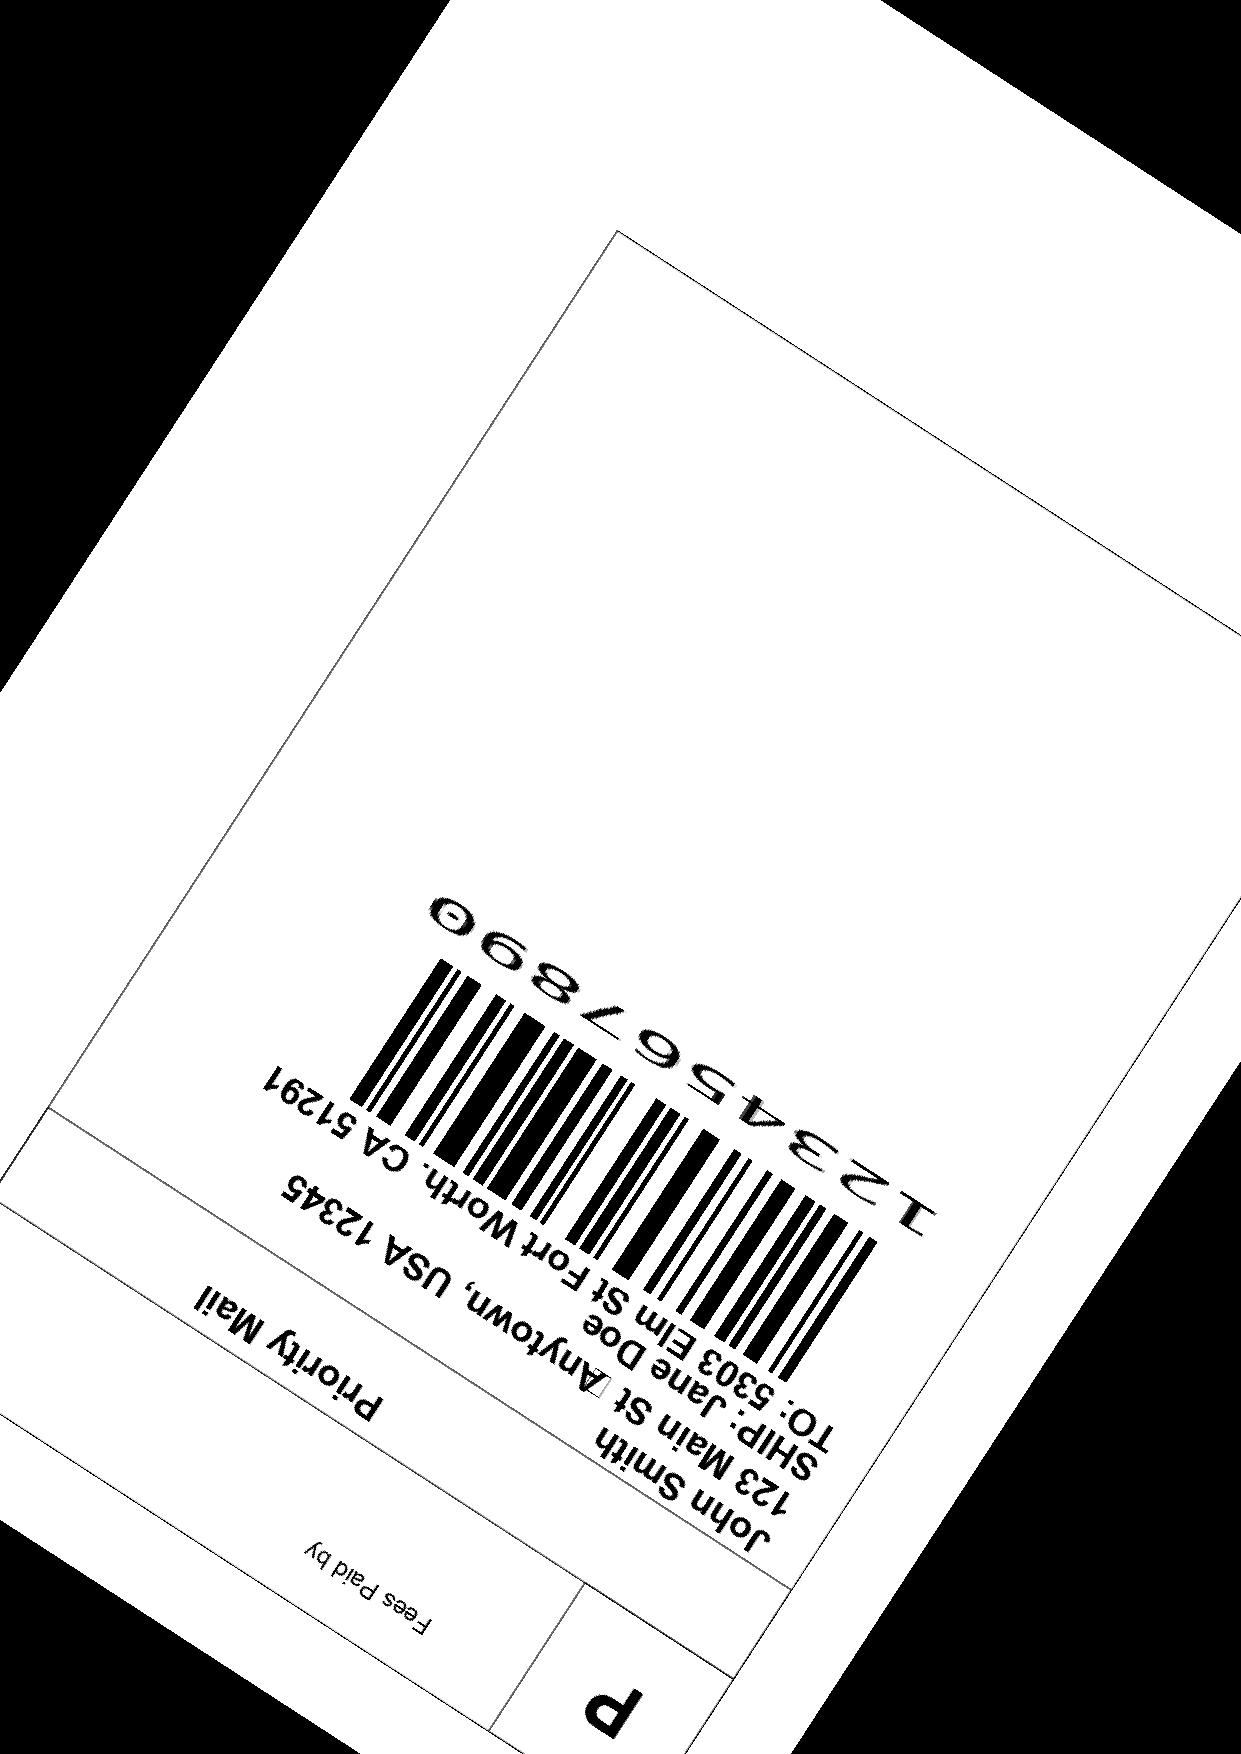 P
Fees Paid by
Priority Mail
John Smith
123 Main St Anytown, USA 12345
SHIP: Jane Doe
TO: 5303 Elm St Fort Worth. CA 51291
1234567890